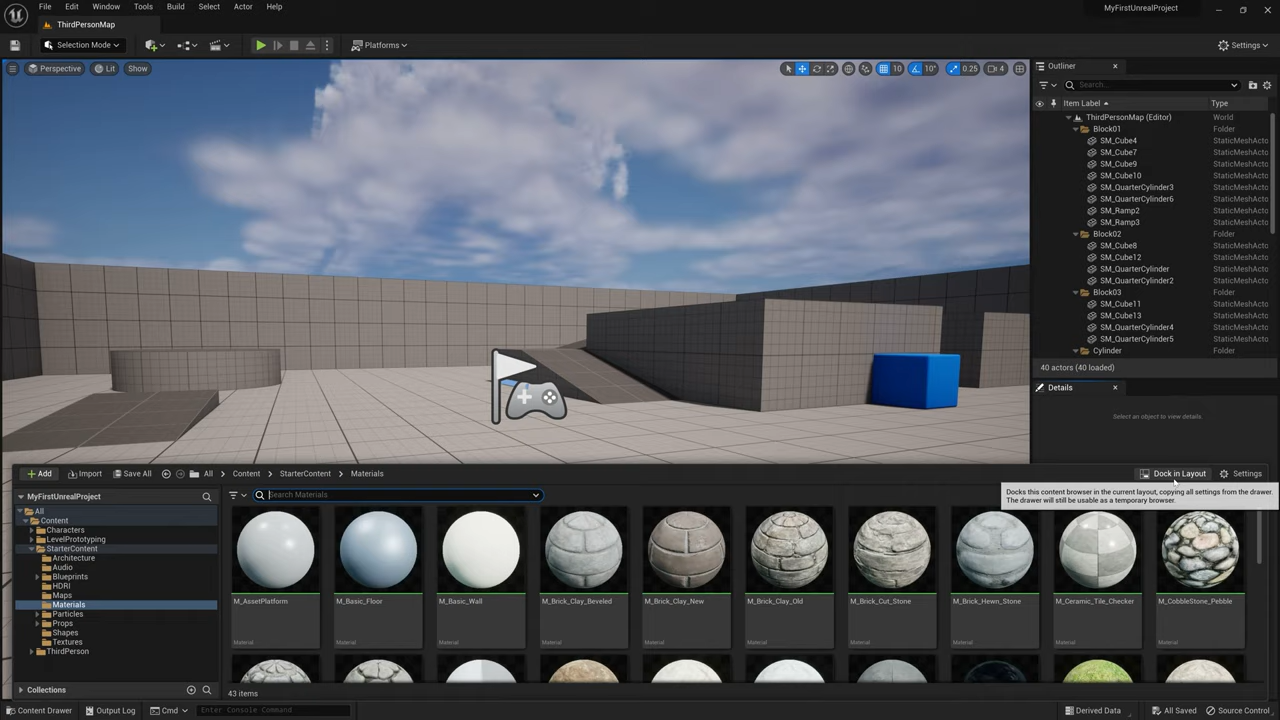 File Edit Window Tools Build Select Actor Help
MyFirstUnrealProject
ThirdPersonMap
Selection Mode
Platforms
Settings
Perspective Lit Show
10 10° 0.25 4
Outliner
Search...
Item Label Type
ThirdPersonMap (Editor) World
Block01 Folder
SM_Cube4 StaticMeshActo
SM_Cube7 StaticMeshActo
SM_Cube9 StaticMeshActo
SM_Cube10 StaticMeshActo
SM_QuarterCylinder3 StaticMeshActo
SM_QuarterCylinder6 StaticMeshActo
SM_Ramp2 StaticMeshActo
SM_Ramp3 StaticMeshActo
Block02 Folder
SM_Cube8 StaticMeshActo
SM_Cube12 StaticMeshActo
SM_QuarterCylinder StaticMeshActo
SM_QuarterCylinder2 StaticMeshActo
Block03 Folder
SM_Cube11 StaticMeshActo
SM_Cube13 StaticMeshActo
SM_QuarterCylinder4 StaticMeshActo
SM_QuarterCylinder5 StaticMeshActo
Cylinder Folder
40 actors (40 loaded)
Details
Select an object to view details.
Add Import Save All All Content StarterContent Materials Dock in Layout Settings
Docks this content browser in the current layout, copying all settings from the drawer.
The drawer will still be usable as a temporary browser.
MyFirstUnrealProject
Search Materials
All
Content
Characters
LevelPrototyping
StarterContent
Architecture
Audio
Blueprints
HDRI
Maps
Materials
Particles
Props
Shapes
Textures
ThirdPerson
Collections
M_AssetPlatform M_Basic_Floor M_Basic_Wall M_Brick_Clay_Beveled M_Brick_Clay_New M_Brick_Clay_Old M_Brick_Cut_Stone M_Brick_Hewn_Stone M_Ceramic_Tile_Checker M_CobbleStone_Pebble
Material Material Material Material Material Material Material Material Material Material
43 items
Content Drawer Output Log Cmd Enter Console Command Derived Data All Saved Source Control